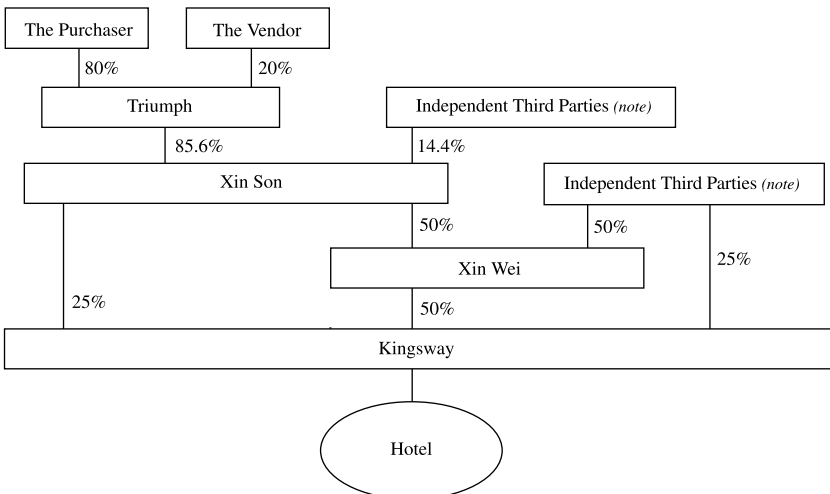 The Purchaser
The Vendor
80%
20%
Triumph
Independent Third Parties (note)
85.6%
14.4%
Xin Son
Independent Third Parties (note)
50%
50%
Xin Wei
25%
25%
50%
Kingsway
Hotel